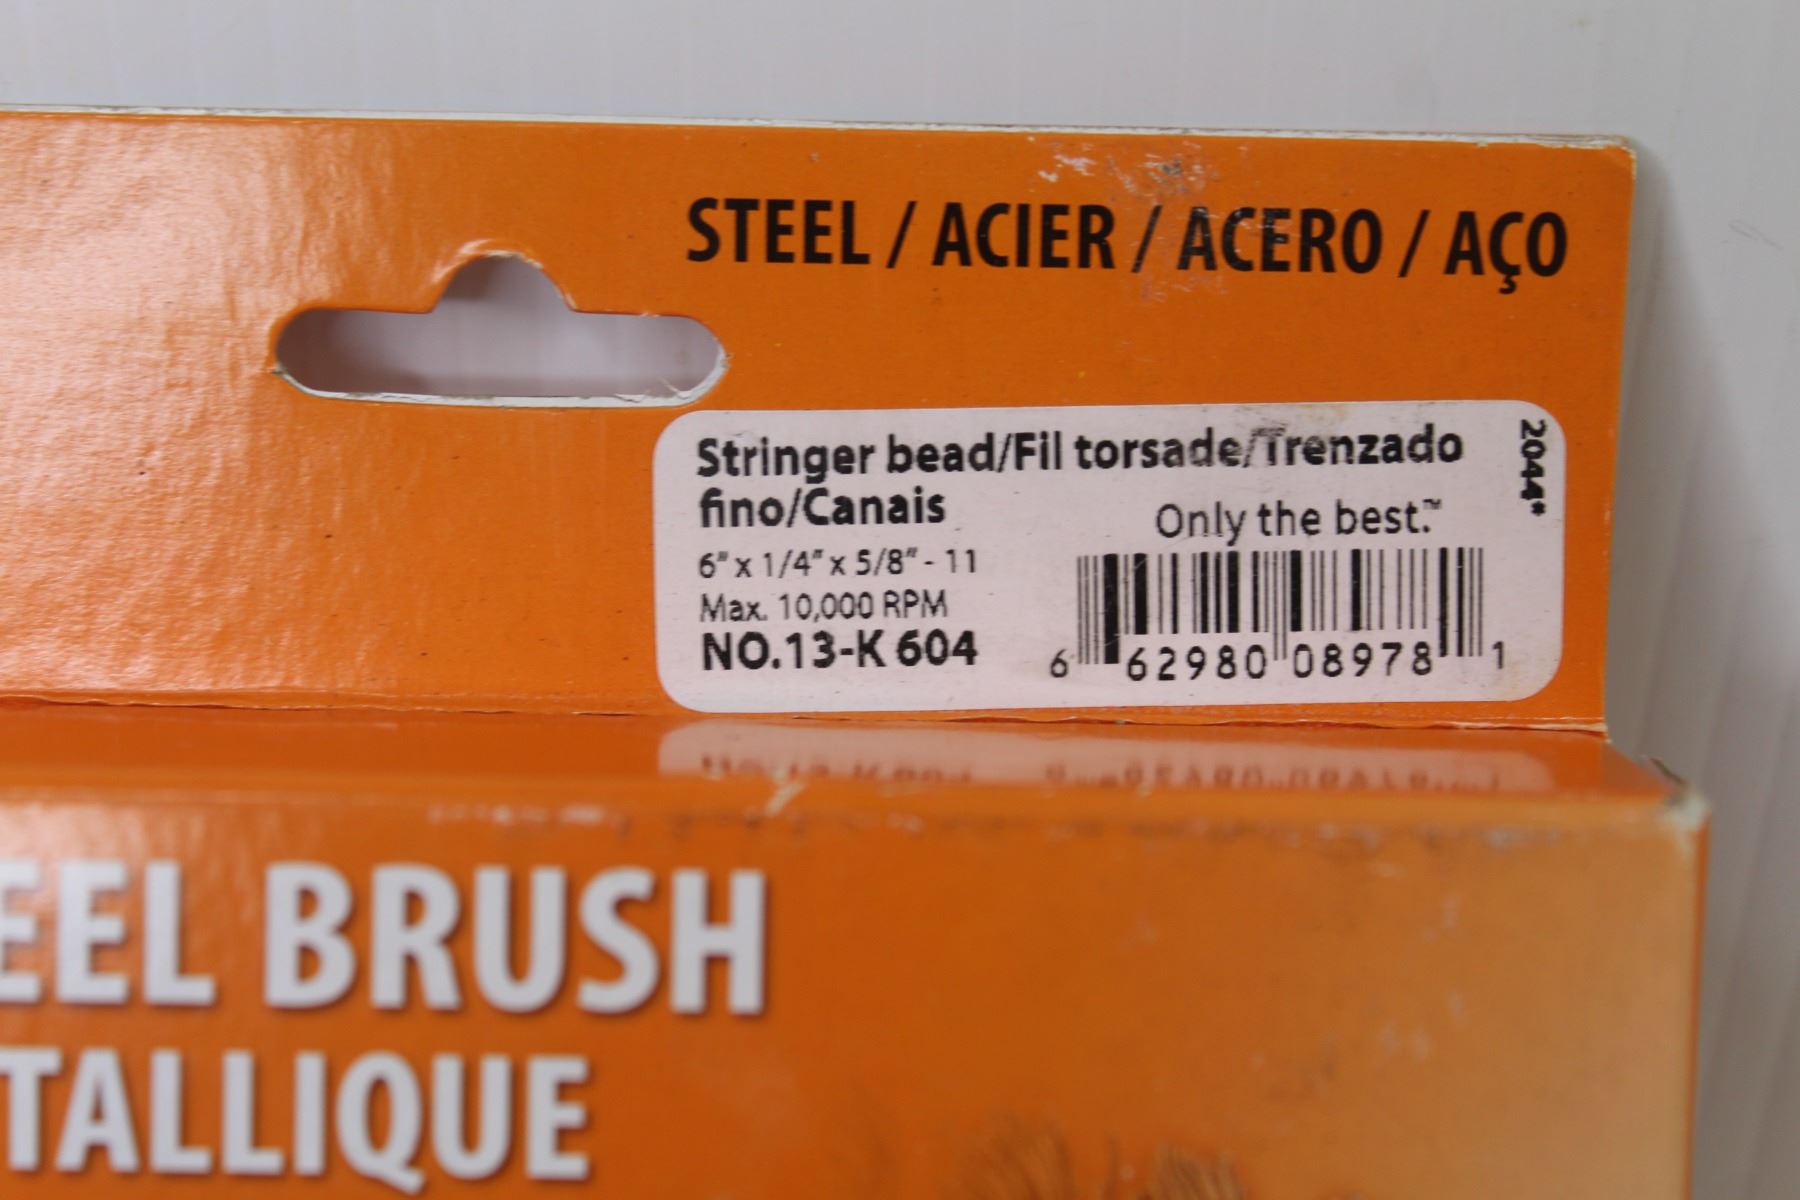 STEEL / ACIER / ACERO / AÇO
Stringer bead/Fil torsade/Trenzado
fino/Canais
2044*
Only the best.™
6" x 1/4" x 5/8" - 11
Max. 10,000 RPM
NO.13-K 604
6 62980 08978 1
EEL BRUSH
TALLIQUE